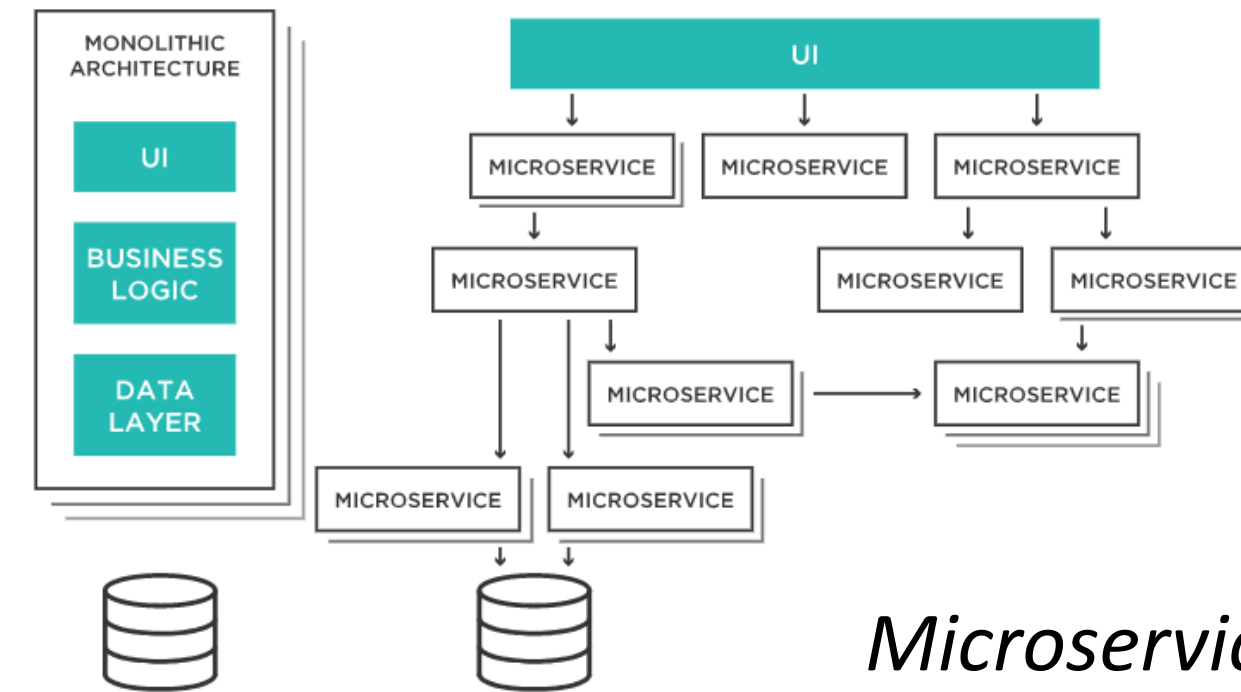 MONOLITHIC
ARCHITECTURE
UI
BUSINESS
LOGIC
DATA
LAYER
UI
MICROSERVICE
MICROSERVICE
MICROSERVICE
MICROSERVICE
MICROSERVICE
MICROSERVICE
MICROSERVICE
MICROSERVICE
MICROSERVICE
MICROSERVICE